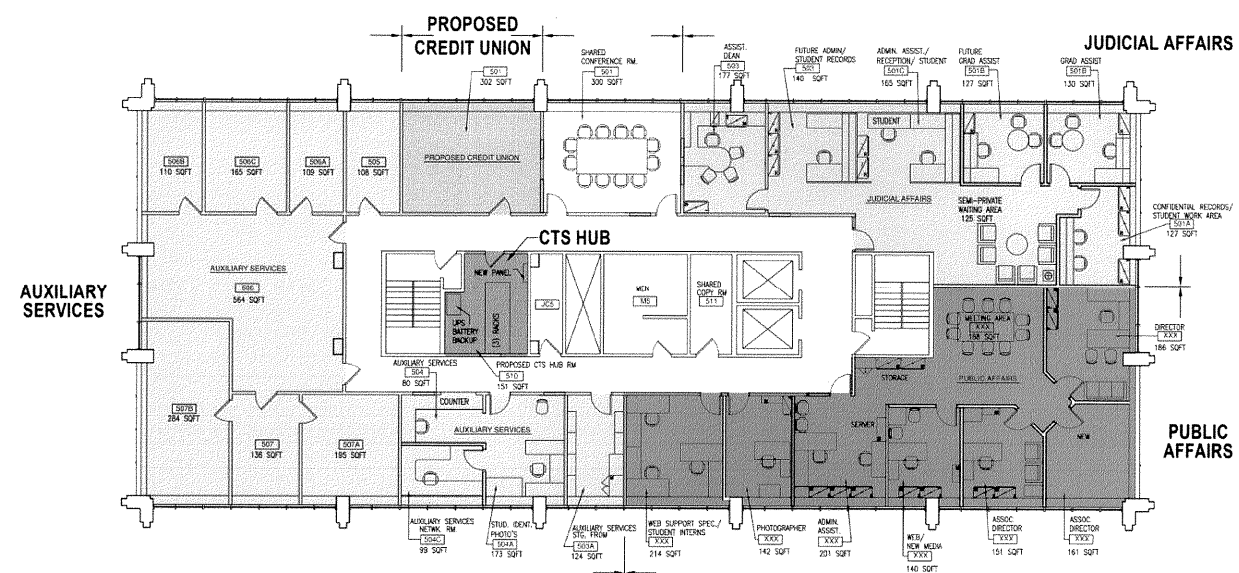 PROPOSED
CREDIT UNION
JUDICIAL AFFAIRS
501
302 SQFT
SHARED
CONFERENCE RM.
501
300 SQFT
ASSIST.
DEAN
503
177 SQFT
FUTURE ADMIN/
STUDENT RECORDS
503
140 SQFT
ADMIN. ASSIST./
RECEPTION/ STUDENT
501C
165 SQFT
FUTURE
GRAD ASSIST
501B
127 SQFT
GRAD ASSIST
501B
130 SQFT
506B
110 SQFT
506C
165 SQFT
506A
109 SQFT
505
108 SQFT
PROPOSED CREDIT UNION
STUDENT
JUDICIAL AFFAIRS
SEMI-PRIVATE
WAITING AREA
125 SQFT
CONFIDENTIAL RECORDS/
STUDENT WORK AREA
501A
127 SQFT
CTS HUB
NEW PANEL
AUXILIARY
SERVICES
AUXILIARY SERVICES
564 SQFT
UPS
BATTERY
BACKUP
(3) RACKS
JC5
MEN
M5
SHARED
COPY RM
511
MEETING AREA
XXX
188 SQFT
DIRECTOR
XXX
186 SQFT
AUXILIARY SERVICES
504
80 SQFT
PROPOSED CTS HUB RM
510
151 SQFT
STORAGE
PUBLIC AFFAIRS
507B
284 SQFT
507
136 SQFT
507A
195 SQFT
COUNTER
AUXILIARY SERVICES
SERVER
NEW
PUBLIC
AFFAIRS
AUXILIARY SERVICES
NETWK. RM.
504C
99 SQFT
STUD. IDENT.
PHOTO'S
504A
173 SQFT
AUXILIARY SERVICES
STG. FROM
503A
124 SQFT
WEB SUPPORT SPEC./
STUDENT INTERNS
XXX
214 SQFT
PHOTOGRAPHER
XXX
142 SQFT
ADMIN.
ASSIST.
XXX
201 SQFT
WEB/
NEW MEDIA
XXX
140 SQFT
ASSOC.
DIRECTOR
XXX
151 SQFT
ASSOC.
DIRECTOR
XXX
161 SQFT